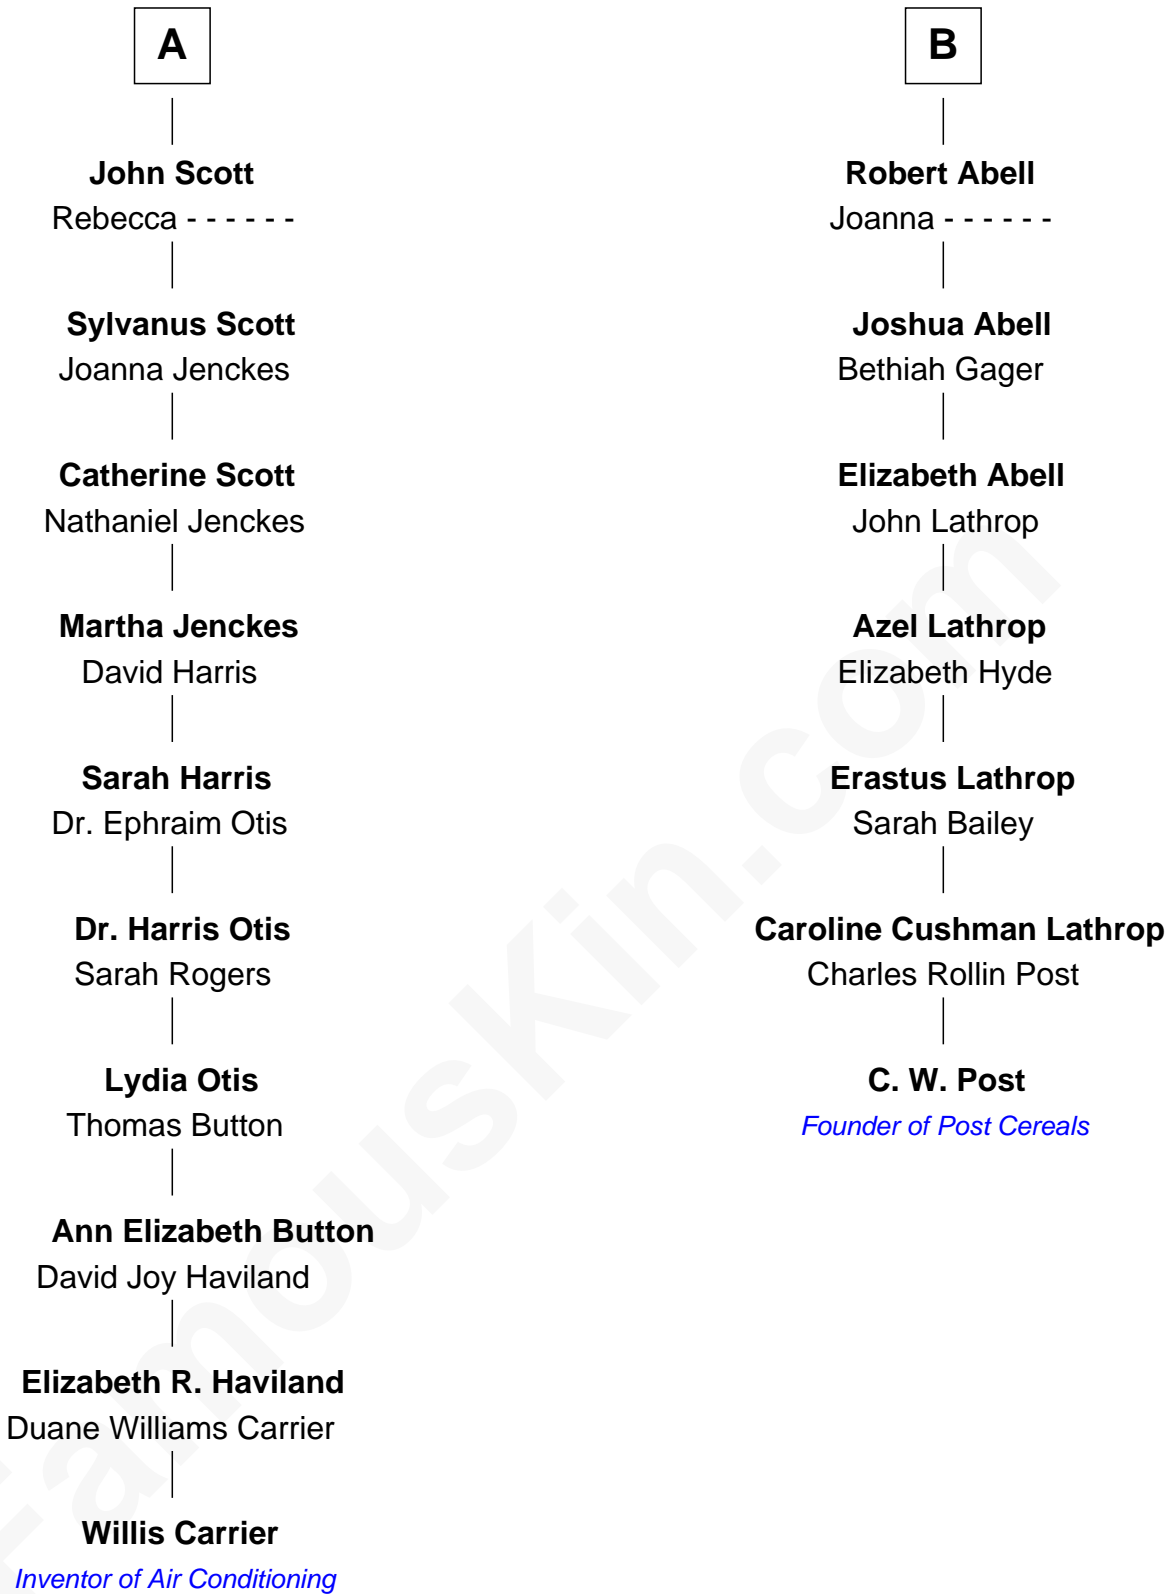 A
John Scott
Rebecca - - - - - -
Sylvanus Scott
Joanna Jenckes
Catherine Scott
Nathaniel Jenckes
Martha Jenckes
David Harris
Sarah Harris
Dr. Ephraim Otis
Dr. Harris Otis
Sarah Rogers
Lydia Otis
Thomas Button
Ann Elizabeth Button
David Joy Haviland
Elizabeth R. Haviland
Duane Williams Carrier
Willis Carrier
Inventor of Air Conditioning
B
Robert Abell
Joanna - - - - - -
Joshua Abell
Bethiah Gager
Elizabeth Abell
John Lathrop
Azel Lathrop
Elizabeth Hyde
Erastus Lathrop
Sarah Bailey
Caroline Cushman Lathrop
Charles Rollin Post
C. W. Post
Founder of Post Cereals
FamousKin.com